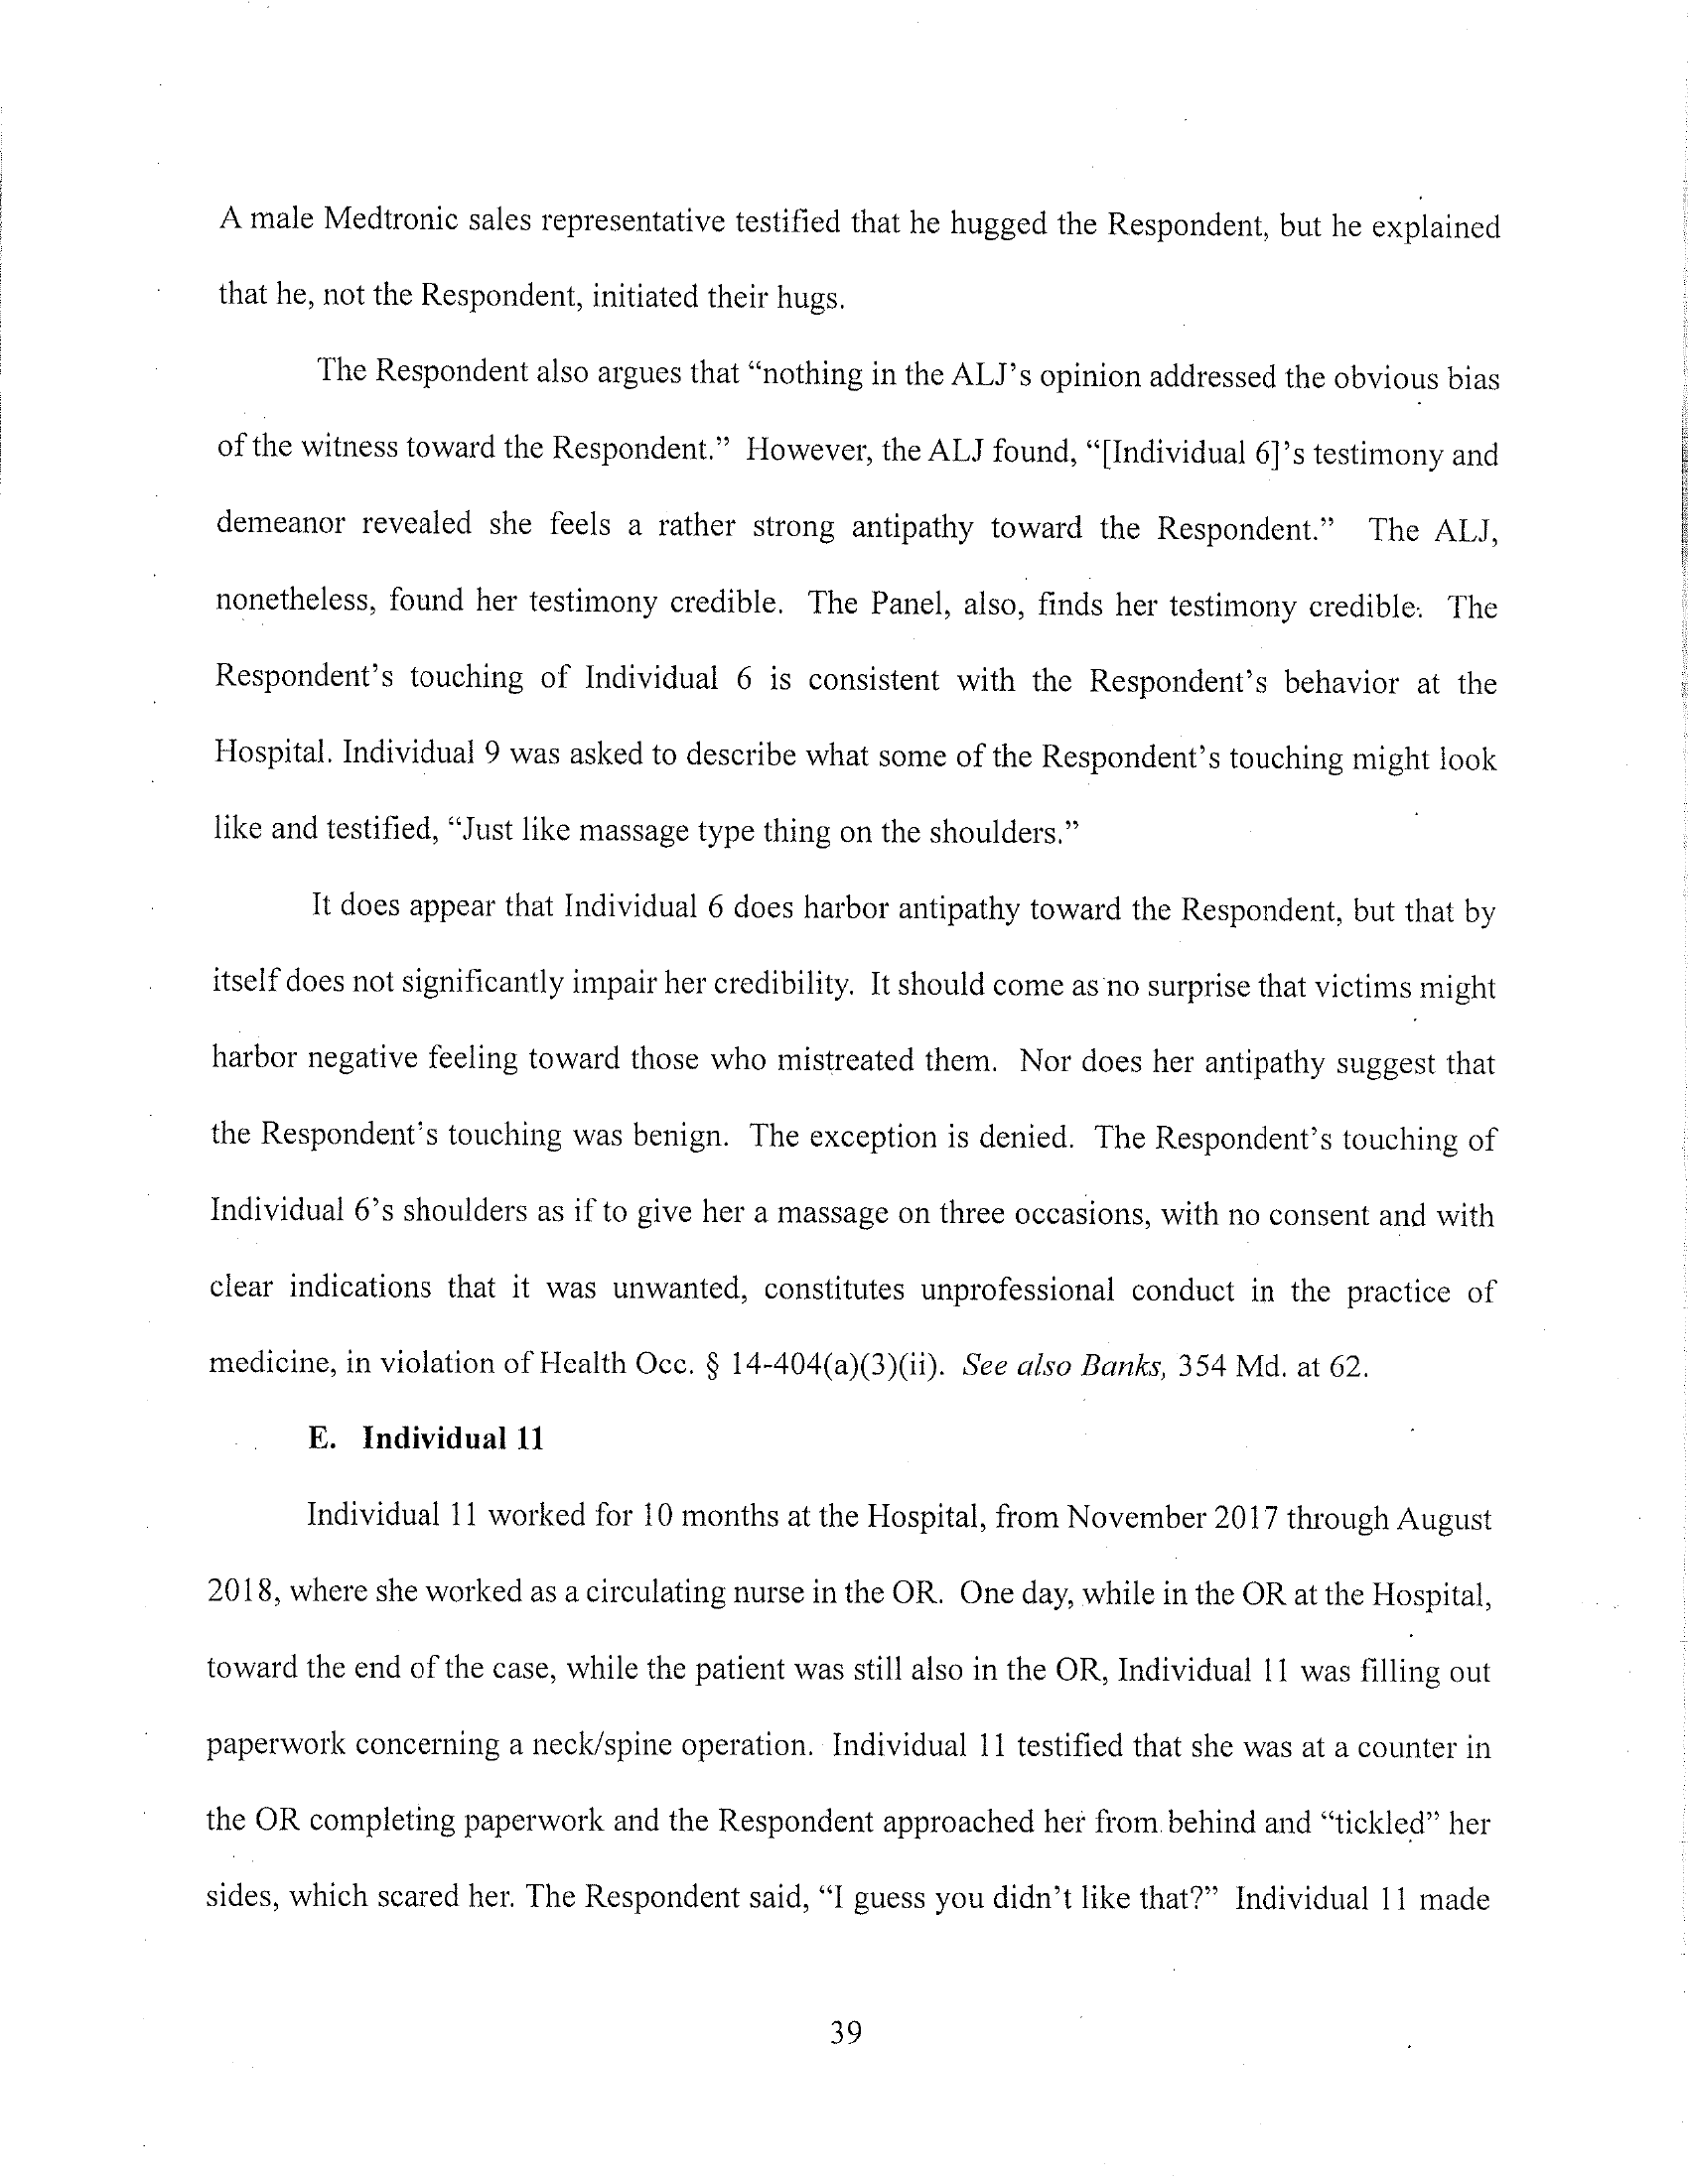 A male Medtronic sales representative testified that he hugged the Respondent, but he explained
that he, not the Respondent, initiated their hugs.
The Respondent also argues that “nothing in the ALJ’s opinion addressed the obvious bias
of the witness toward the Respondent.” However, the ALJ found, “[Individual 6]’s testimony and
demeanor revealed she feels a rather strong antipathy toward the Respondent.” The ALJ,
nonetheless, found her testimony credible. The Panel, also, finds her testimony credible. The
Respondent’s touching of Individual 6 is consistent with the Respondent’s behavior at the
Hospital. Individual 9 was asked to describe what some of the Respondent’s touching might look
like and testified, “Just like massage type thing on the shoulders.”
It does appear that Individual 6 does harbor antipathy toward the Respondent, but that by
itself does not significantly impair her credibility. It should come as no surprise that victims might
harbor negative feeling toward those who mistreated them. Nor does her antipathy suggest that
the Respondent’s touching was benign. The exception is denied. The Respondent’s touching of
Individual 6’s shoulders as if to give her a massage on three occasions, with no consent and with
clear indications that it was unwanted, constitutes unprofessional conduct in the practice of
medicine, in violation of Health Occ. § 14-404(a)(3)(ii). See also Banks, 354 Md. at 62.
E. Individual 11
Individual 11 worked for 10 months at the Hospital, from November 2017 through August
2018, where she worked as a circulating nurse in the OR. One day, while in the OR at the Hospital,
toward the end of the case, while the patient was still also in the OR, Individual 11 was filling out
paperwork concerning a neck/spine operation. Individual 11 testified that she was at a counter in
the OR completing paperwork and the Respondent approached her from behind and “tickled” her
sides, which scared her. The Respondent said, “I guess you didn’t like that?” Individual 11 made
39